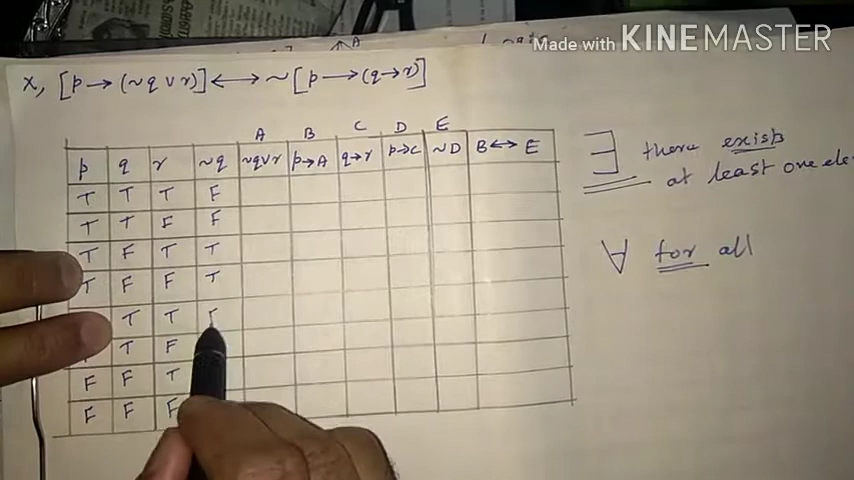 Made with KINEMASTER
x, [p → (~q ∨ r)] ⟷ ~[p ⟶ (q → r)]
A B C D E
p q r ~q ~q∨r p→A q→r p→C ~D B⟷E
T T T F
T T F F
T F T T
T F F T
T T
T F
F F T
F F F
∃ there exists
at least one ele
∀ for all